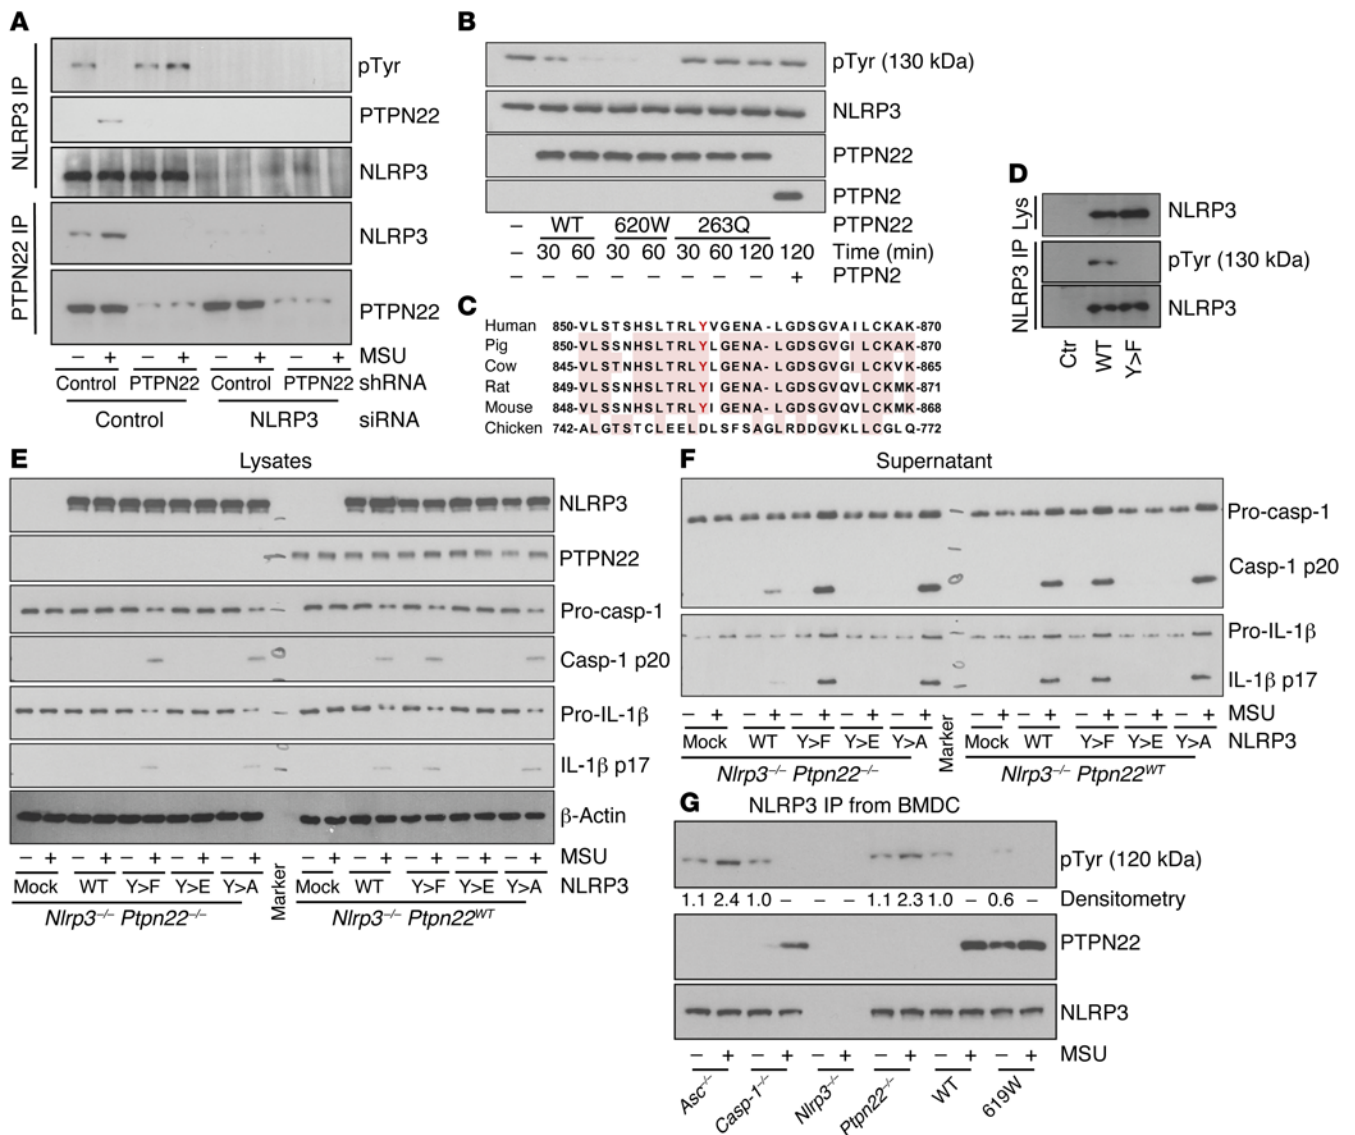 A
NLRP3 IP
PTPN22 IP
pTyr
PTPN22
NLRP3
NLRP3
PTPN22
– + – + – + – + MSU
Control PTPN22 Control PTPN22 shRNA
Control NLRP3 siRNA
B
pTyr (130 kDa)
NLRP3
PTPN22
PTPN2
– WT 620W 263Q PTPN22
– 30 60 30 60 30 60 120 120 Time (min)
– – – – – – – – + PTPN2
C
Human 850-VLSTSHSLTRLYVGENA-LGDSGVAILCKAK-870
Pig 850-VLSSNHSLTRLYLGENA-LGDSGVGILCKAK-870
Cow 845-VLSTNHSLTRLYLGENA-LGDSGVGILCKVK-865
Rat 849-VLSSNHSLTRLYIGENA-LGDSGVQVLCKMK-871
Mouse 848-VLSSNHSLTRLYIGENA-LGDSGVQVLCKMK-868
Chicken 742-ALGTSTCLEELDLSFSAGLRDDGVKLLCGLQ-772
D
Lys
NLRP3 IP
NLRP3
pTyr (130 kDa)
NLRP3
Ctr WT Y>F
E Lysates
NLRP3
PTPN22
Pro-casp-1
Casp-1 p20
Pro-IL-1β
IL-1β p17
β-Actin
– + – + – + – + – + – + – + – + – + – + MSU
Mock WT Y>F Y>E Y>A Marker Mock WT Y>F Y>E Y>A NLRP3
Nlrp3–/– Ptpn22–/– Nlrp3–/– Ptpn22WT
F Supernatant
Pro-casp-1
Casp-1 p20
Pro-IL-1β
IL-1β p17
– + – + – + – + – + – + – + – + – + – + MSU
Mock WT Y>F Y>E Y>A Marker Mock WT Y>F Y>E Y>A NLRP3
Nlrp3–/– Ptpn22–/– Nlrp3–/– Ptpn22WT
G NLRP3 IP from BMDC
pTyr (120 kDa)
1.1 2.4 1.0 – – – 1.1 2.3 1.0 – 0.6 – Densitometry
PTPN22
NLRP3
– + – + – + – + – + – + MSU
Asc–/– Casp-1–/– Nlrp3–/– Ptpn22–/– WT 619W